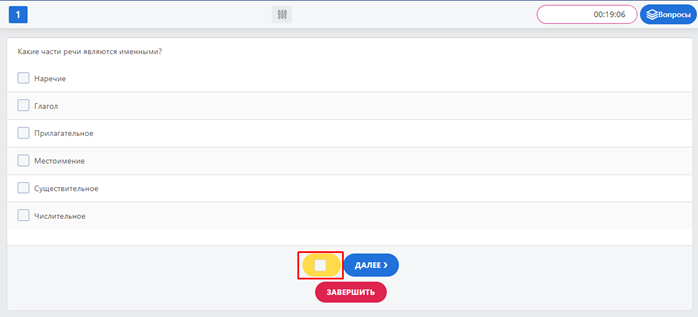 1
00:19:06
Вопросы
Какие части речи являются именными?
Наречие
Глагол
Прилагательное
Местоимение
Существительное
Числительное
ДАЛЕЕ ❯
ЗАВЕРШИТЬ